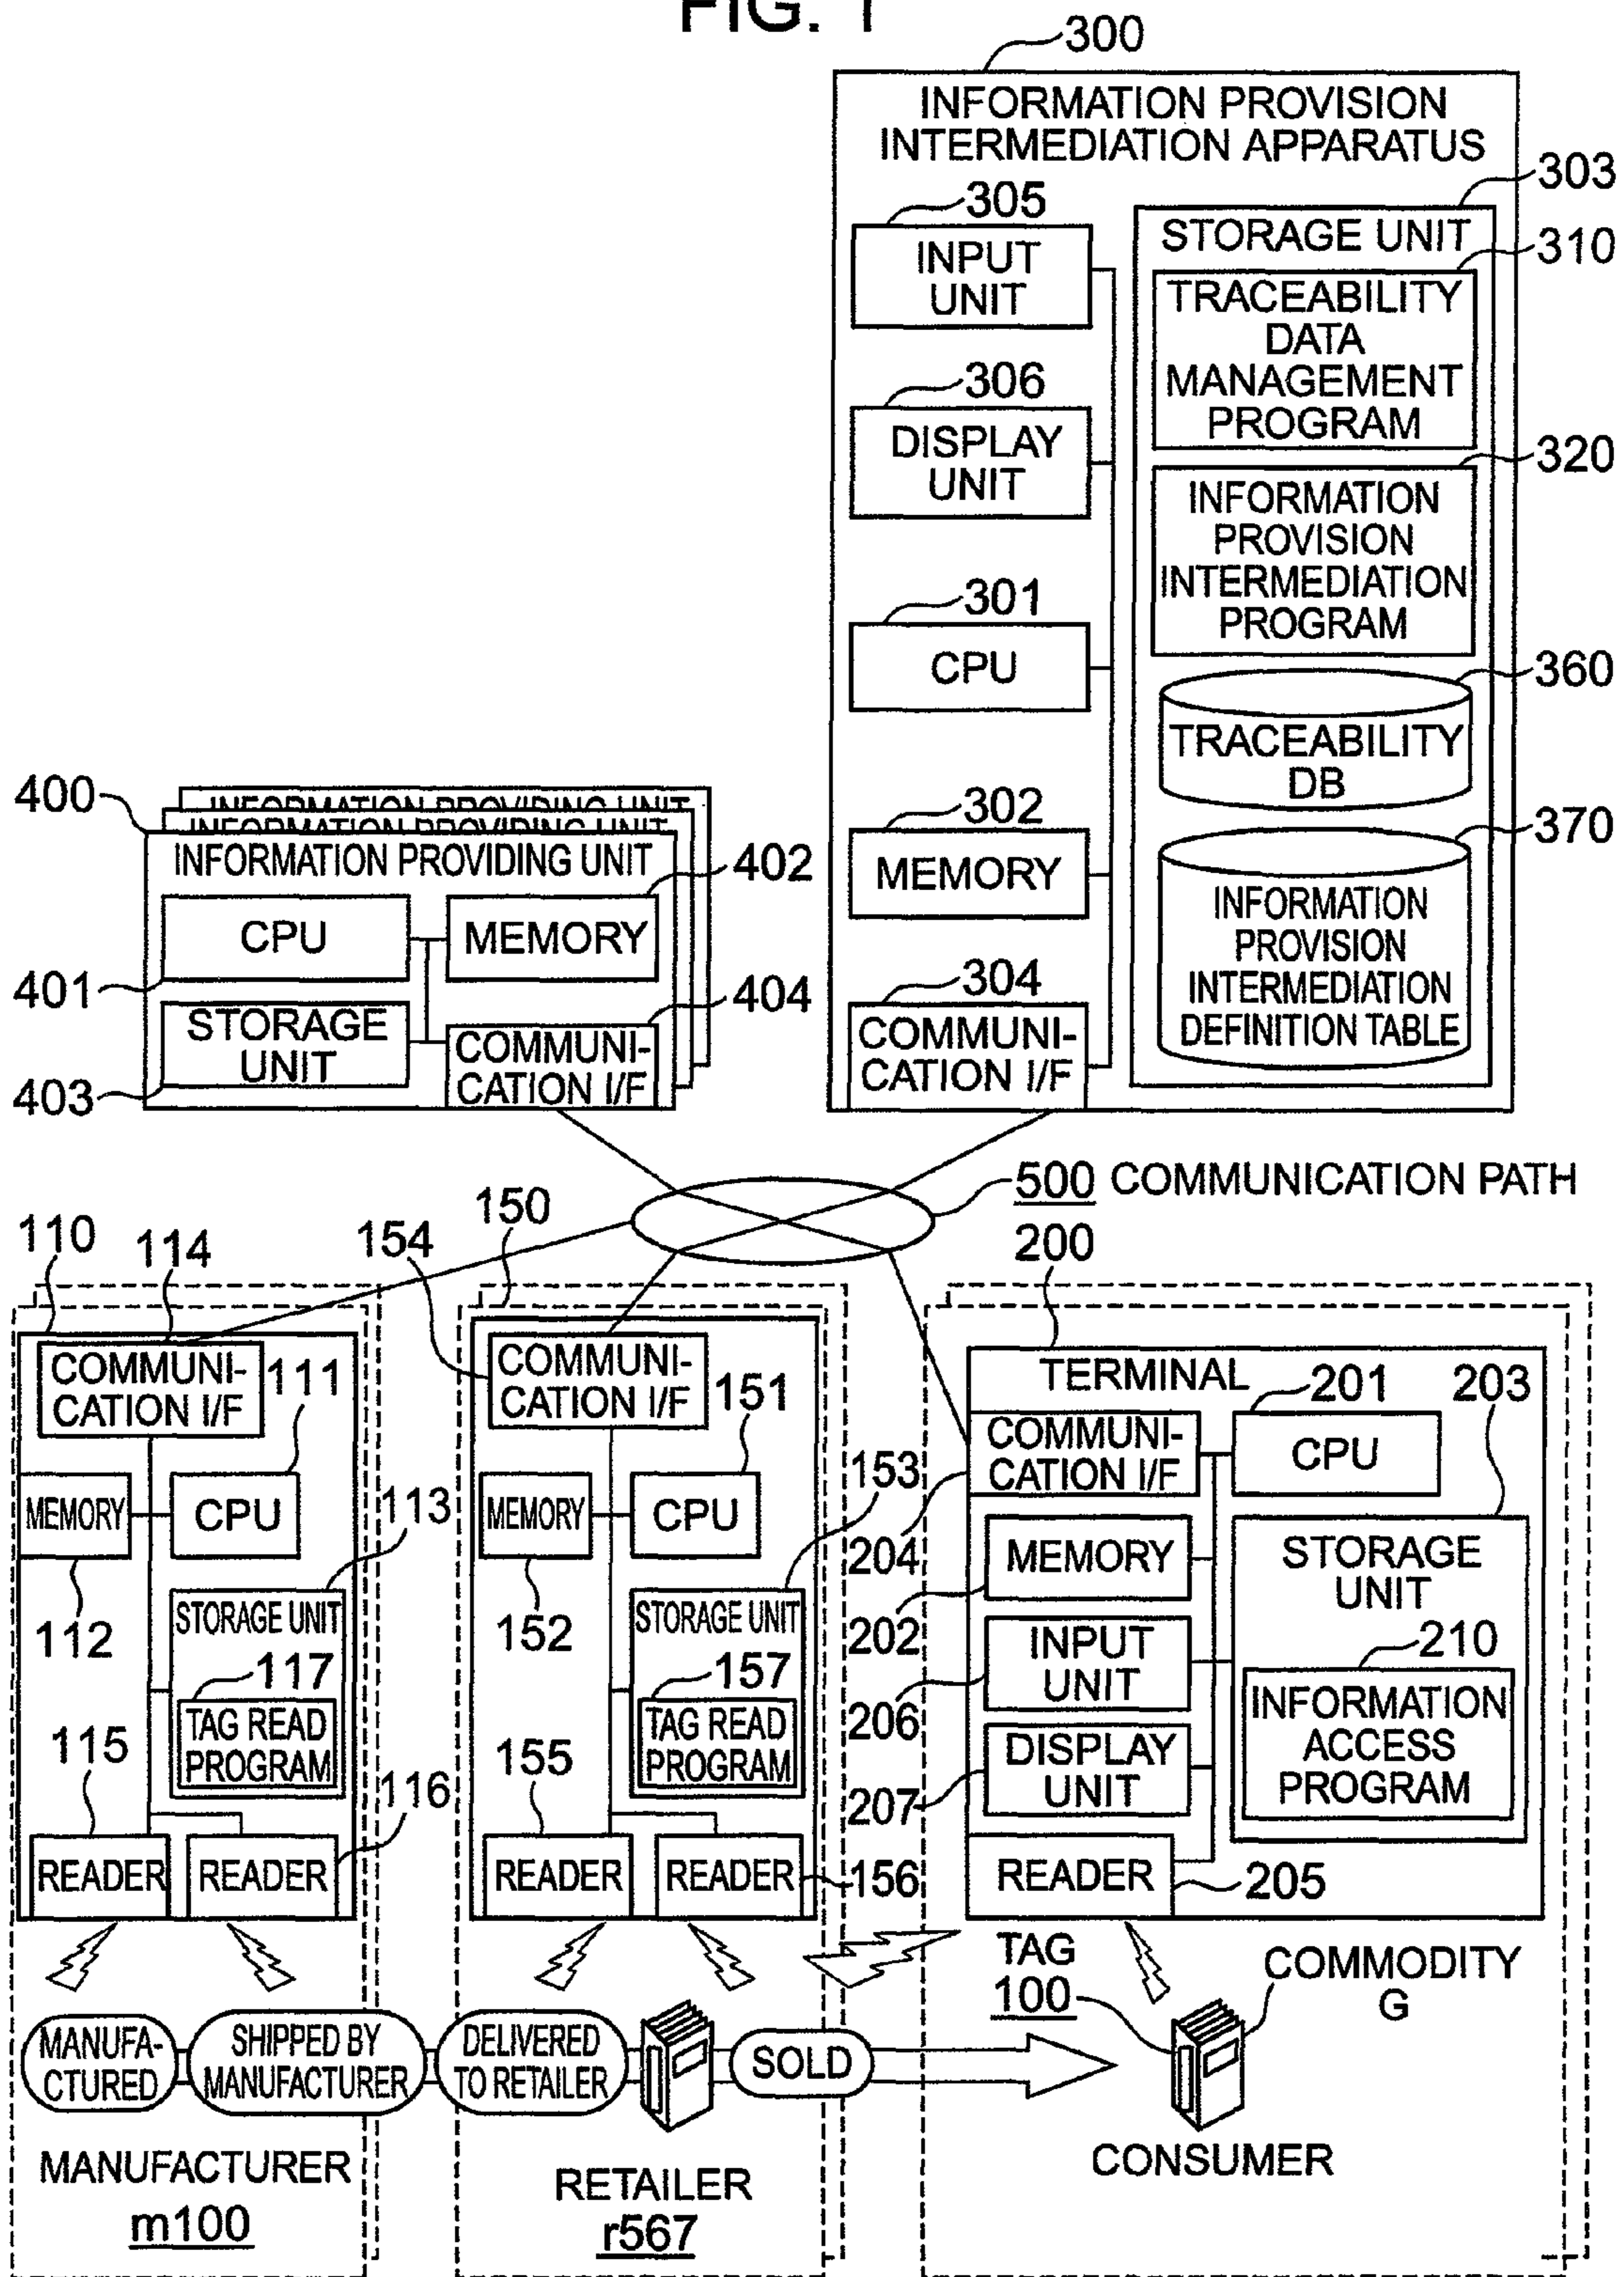 FIG. 1
300
INFORMATION PROVISION
INTERMEDIATION APPARATUS
303
305
INPUT
UNIT
STORAGE UNIT
310
TRACEABILITY
DATA
MANAGEMENT
PROGRAM
306
DISPLAY
UNIT
320
INFORMATION
PROVISION
INTERMEDIATION
PROGRAM
301
CPU
360
TRACEABILITY
DB
302
MEMORY
370
INFORMATION
PROVISION
INTERMEDIATION
DEFINITION TABLE
304
COMMUNI-
CATION I/F
400
INFORMATION PROVIDING UNIT
INFORMATION PROVIDING UNIT
INFORMATION PROVIDING UNIT
402
CPU
MEMORY
401
404
STORAGE
UNIT
COMMUNI-
CATION I/F
403
500 COMMUNICATION PATH
110
114
COMMUNI-
CATION I/F
111
MEMORY
CPU
113
112
STORAGE UNIT
117
TAG READ
PROGRAM
115
116
READER
READER
150
154
COMMUNI-
CATION I/F
151
MEMORY
CPU
153
152
STORAGE UNIT
157
TAG READ
PROGRAM
155
READER
READER
156
200
TERMINAL
201
203
COMMUNI-
CATION I/F
CPU
204
MEMORY
STORAGE
UNIT
202
INPUT
UNIT
210
206
INFORMATION
ACCESS
PROGRAM
DISPLAY
UNIT
207
READER
205
TAG
100
COMMODITY
G
MANUFA-
CTURED
SHIPPED BY
MANUFACTURER
DELIVERED
TO RETAILER
SOLD
MANUFACTURER
m100
RETAILER
r567
CONSUMER